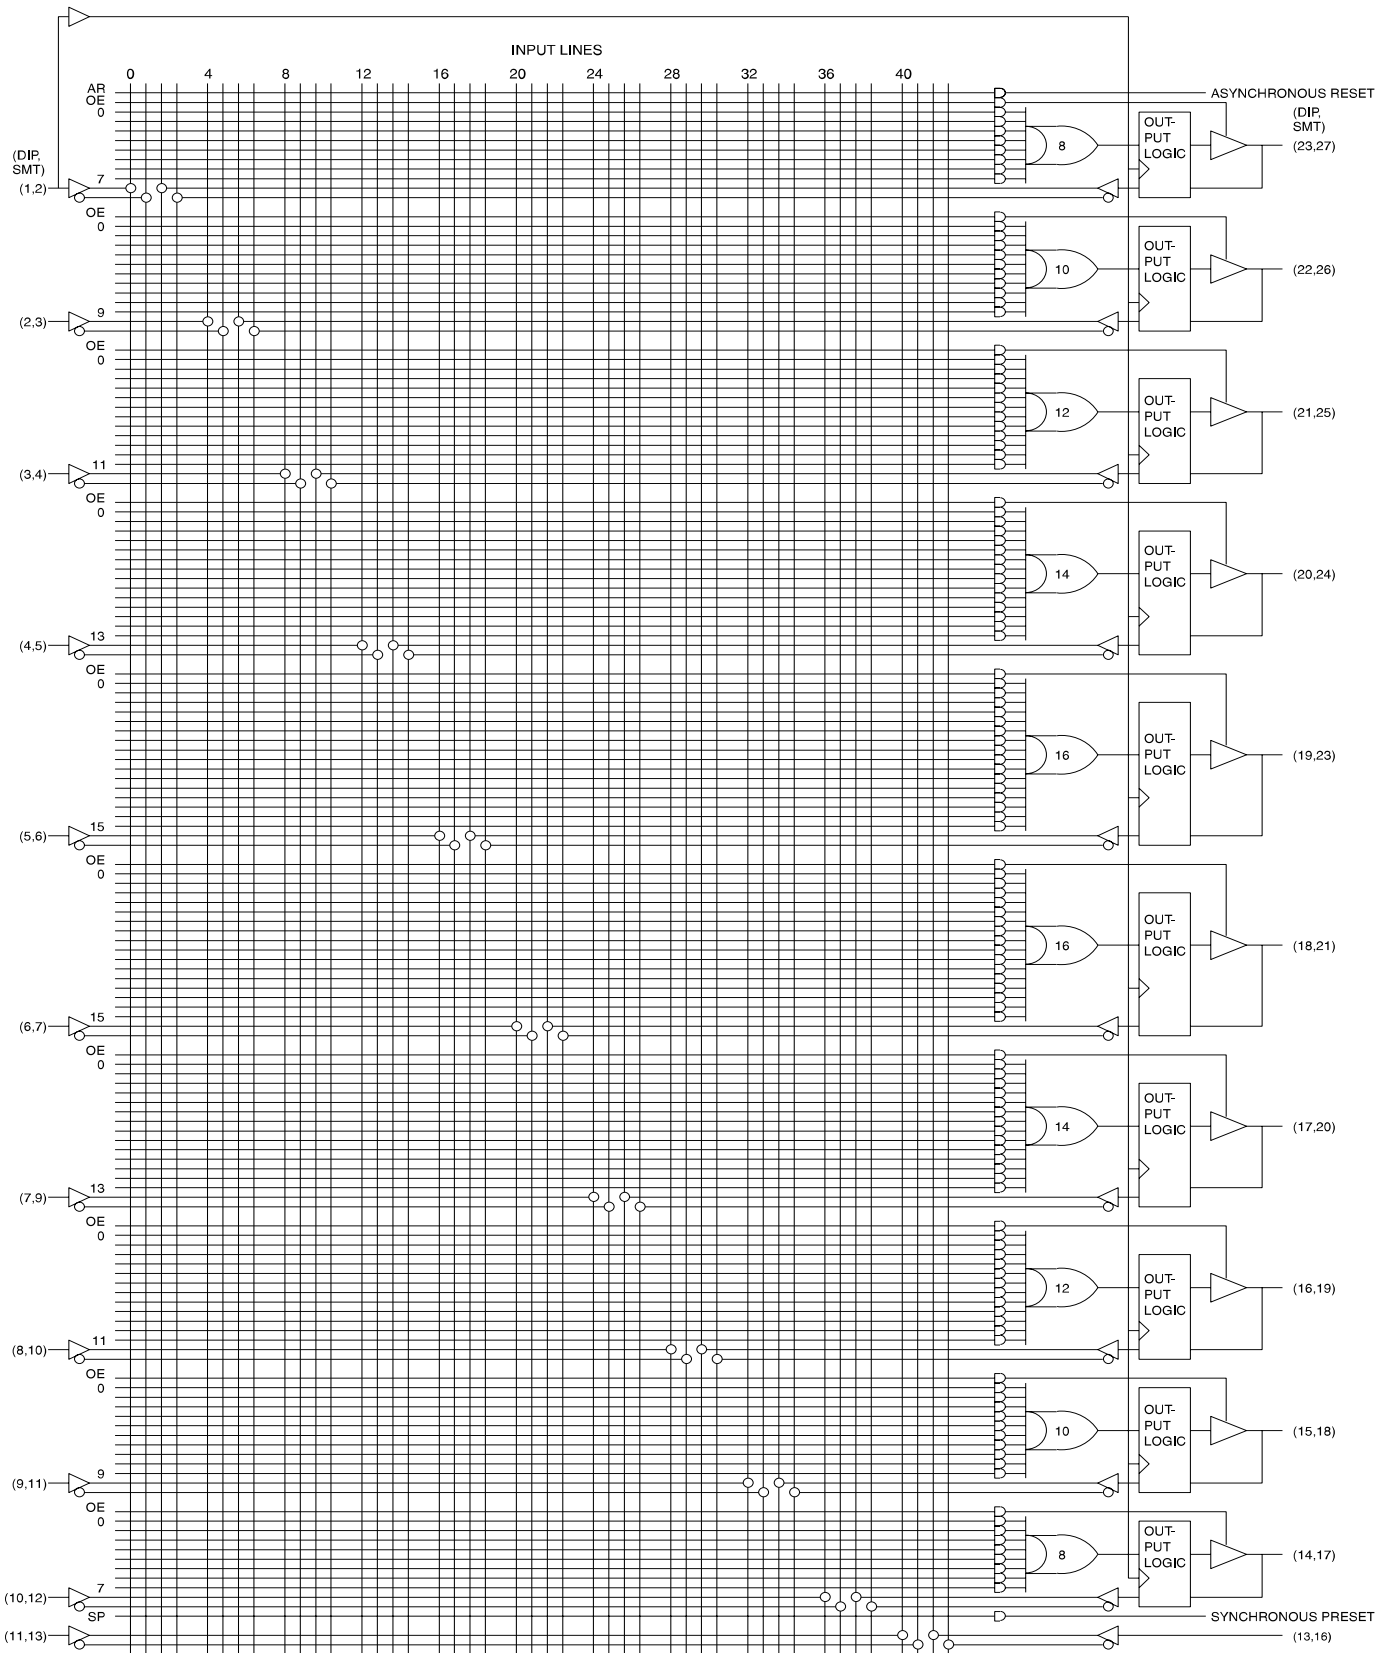 INPUT LINES
0 4 8 12 16 20 24 28 32 36 40
AR
ASYNCHRONOUS RESET
OE
0
(DIP,
SMT)
OUT-
PUT
LOGIC
8
(23,27)
(DIP,
SMT)
7
(1,2)
OE
0
OUT-
PUT
LOGIC
10
(22,26)
9
(2,3)
OE
0
OUT-
PUT
LOGIC
12
(21,25)
11
(3,4)
OE
0
OUT-
PUT
LOGIC
14
(20,24)
13
(4,5)
OE
0
OUT-
PUT
LOGIC
16
(19,23)
15
(5,6)
OE
0
OUT-
PUT
LOGIC
16
(18,21)
15
(6,7)
OE
0
OUT-
PUT
LOGIC
14
(17,20)
13
(7,9)
OE
0
OUT-
PUT
LOGIC
12
(16,19)
11
(8,10)
OE
0
OUT-
PUT
LOGIC
10
(15,18)
9
(9,11)
OE
0
OUT-
PUT
LOGIC
8
(14,17)
7
(10,12)
SP
SYNCHRONOUS PRESET
(11,13)
(13,16)